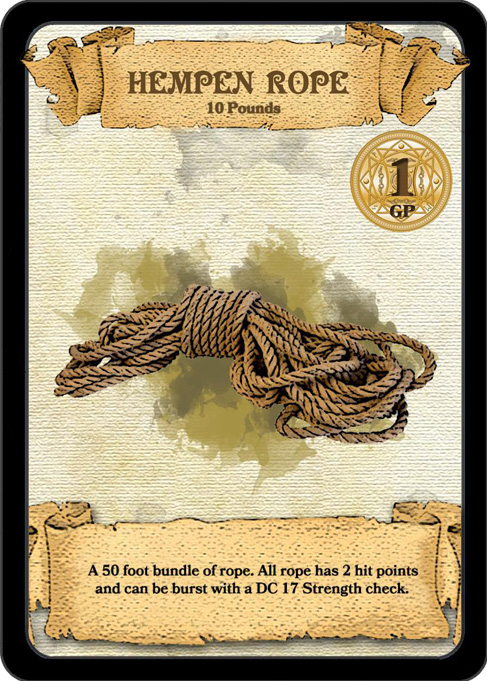 HEMPEN ROPE
10 Pounds
1
GP
A 50 foot bundle of rope. All rope has 2 hit points
and can be burst with a DC 17 Strength check.